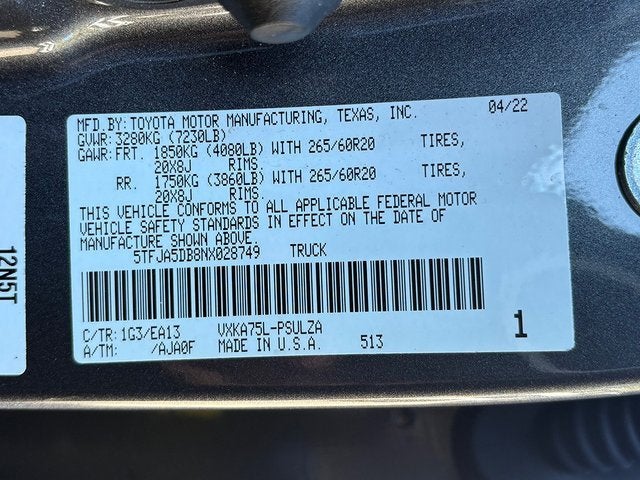 MFD.BY: TOYOTA MOTOR MANUFACTURING, TEXAS, INC. 04/22
GVWR: 3280KG (7230LB)
GAWR: FRT. 1850KG (4080LB) WITH 265/60R20 TIRES,
20X8J RIMS.
RR. 1750KG (3860LB) WITH 265/60R20 TIRES,
20X8J RIMS.
THIS VEHICLE CONFORMS TO ALL APPLICABLE FEDERAL MOTOR
VEHICLE SAFETY STANDARDS IN EFFECT ON THE DATE OF
MANUFACTURE SHOWN ABOVE.
5TFJA5DB8NX028749 TRUCK
C/TR: 1G3/EA13 VXKA75L-PSULZA
A/TM: /AJA0F MADE IN U.S.A. 513
1
12N5T